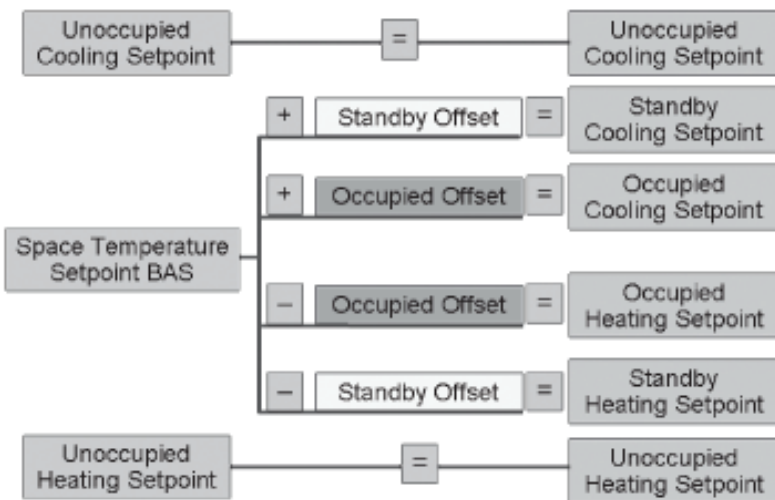 Unoccupied
Cooling Setpoint
=
Unoccupied
Cooling Setpoint
+ Standby Offset =
Standby
Cooling Setpoint
+ Occupied Offset =
Occupied
Cooling Setpoint
Space Temperature
Setpoint BAS
– Occupied Offset =
Occupied
Heating Setpoint
– Standby Offset =
Standby
Heating Setpoint
Unoccupied
Heating Setpoint
=
Unoccupied
Heating Setpoint